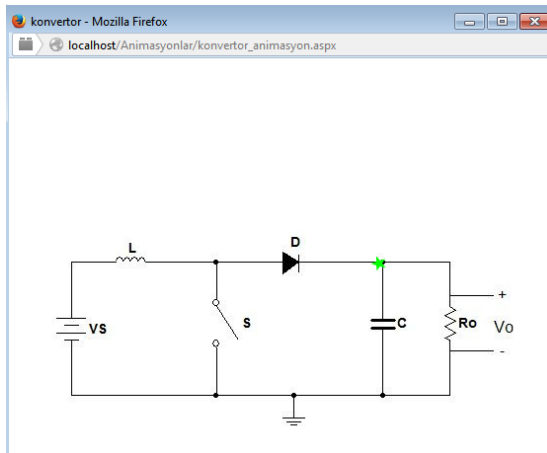 konvertor - Mozilla Firefox
localhost/Animasyonlar/konvertor_animasyon.aspx
L
D
VS
S
C
Ro
+
Vo
-